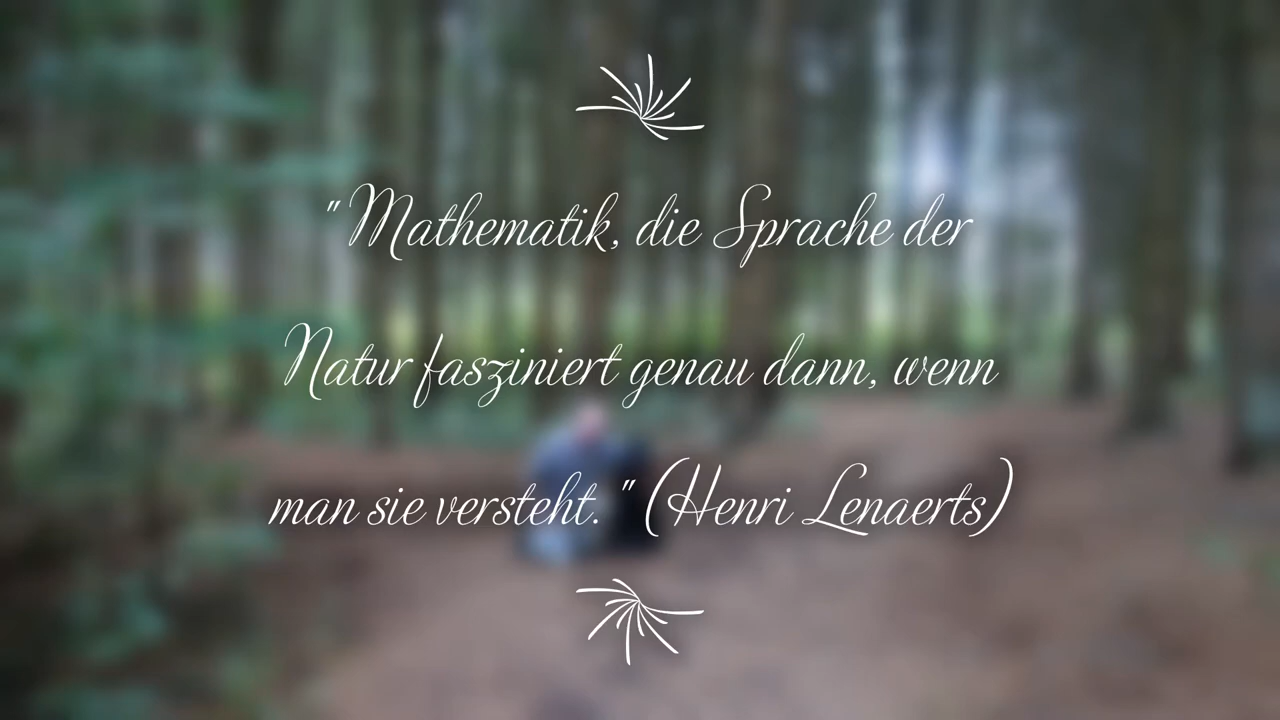 "Mathematik, die Sprache der
Natur fasziniert genau dann, wenn
man sie versteht." (Henri Lenaerts)